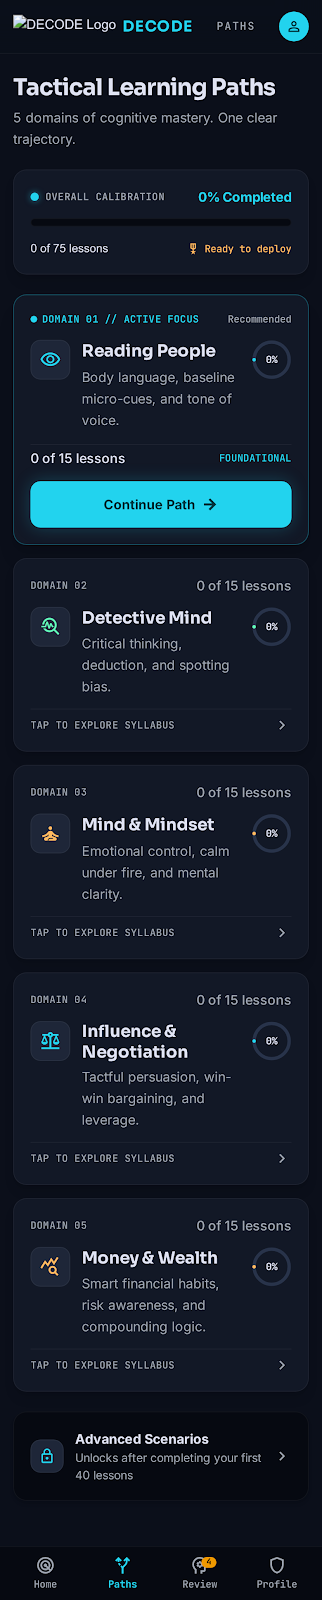 DECODE Logo DECODE PATHS
Tactical Learning Paths
5 domains of cognitive mastery. One clear
trajectory.
OVERALL CALIBRATION 0% Completed
0 of 75 lessons Ready to deploy
DOMAIN 01 // ACTIVE FOCUS Recommended
Reading People 0%
Body language, baseline
micro-cues, and tone of
voice.
0 of 15 lessons FOUNDATIONAL
Continue Path →
DOMAIN 02 0 of 15 lessons
Detective Mind 0%
Critical thinking,
deduction, and spotting
bias.
TAP TO EXPLORE SYLLABUS
DOMAIN 03 0 of 15 lessons
Mind & Mindset 0%
Emotional control, calm
under fire, and mental
clarity.
TAP TO EXPLORE SYLLABUS
DOMAIN 04 0 of 15 lessons
Influence &
Negotiation 0%
Tactful persuasion, win-
win bargaining, and
leverage.
TAP TO EXPLORE SYLLABUS
DOMAIN 05 0 of 15 lessons
Money & Wealth 0%
Smart financial habits,
risk awareness, and
compounding logic.
TAP TO EXPLORE SYLLABUS
Advanced Scenarios
Unlocks after completing your first
40 lessons
4
Home Paths Review Profile